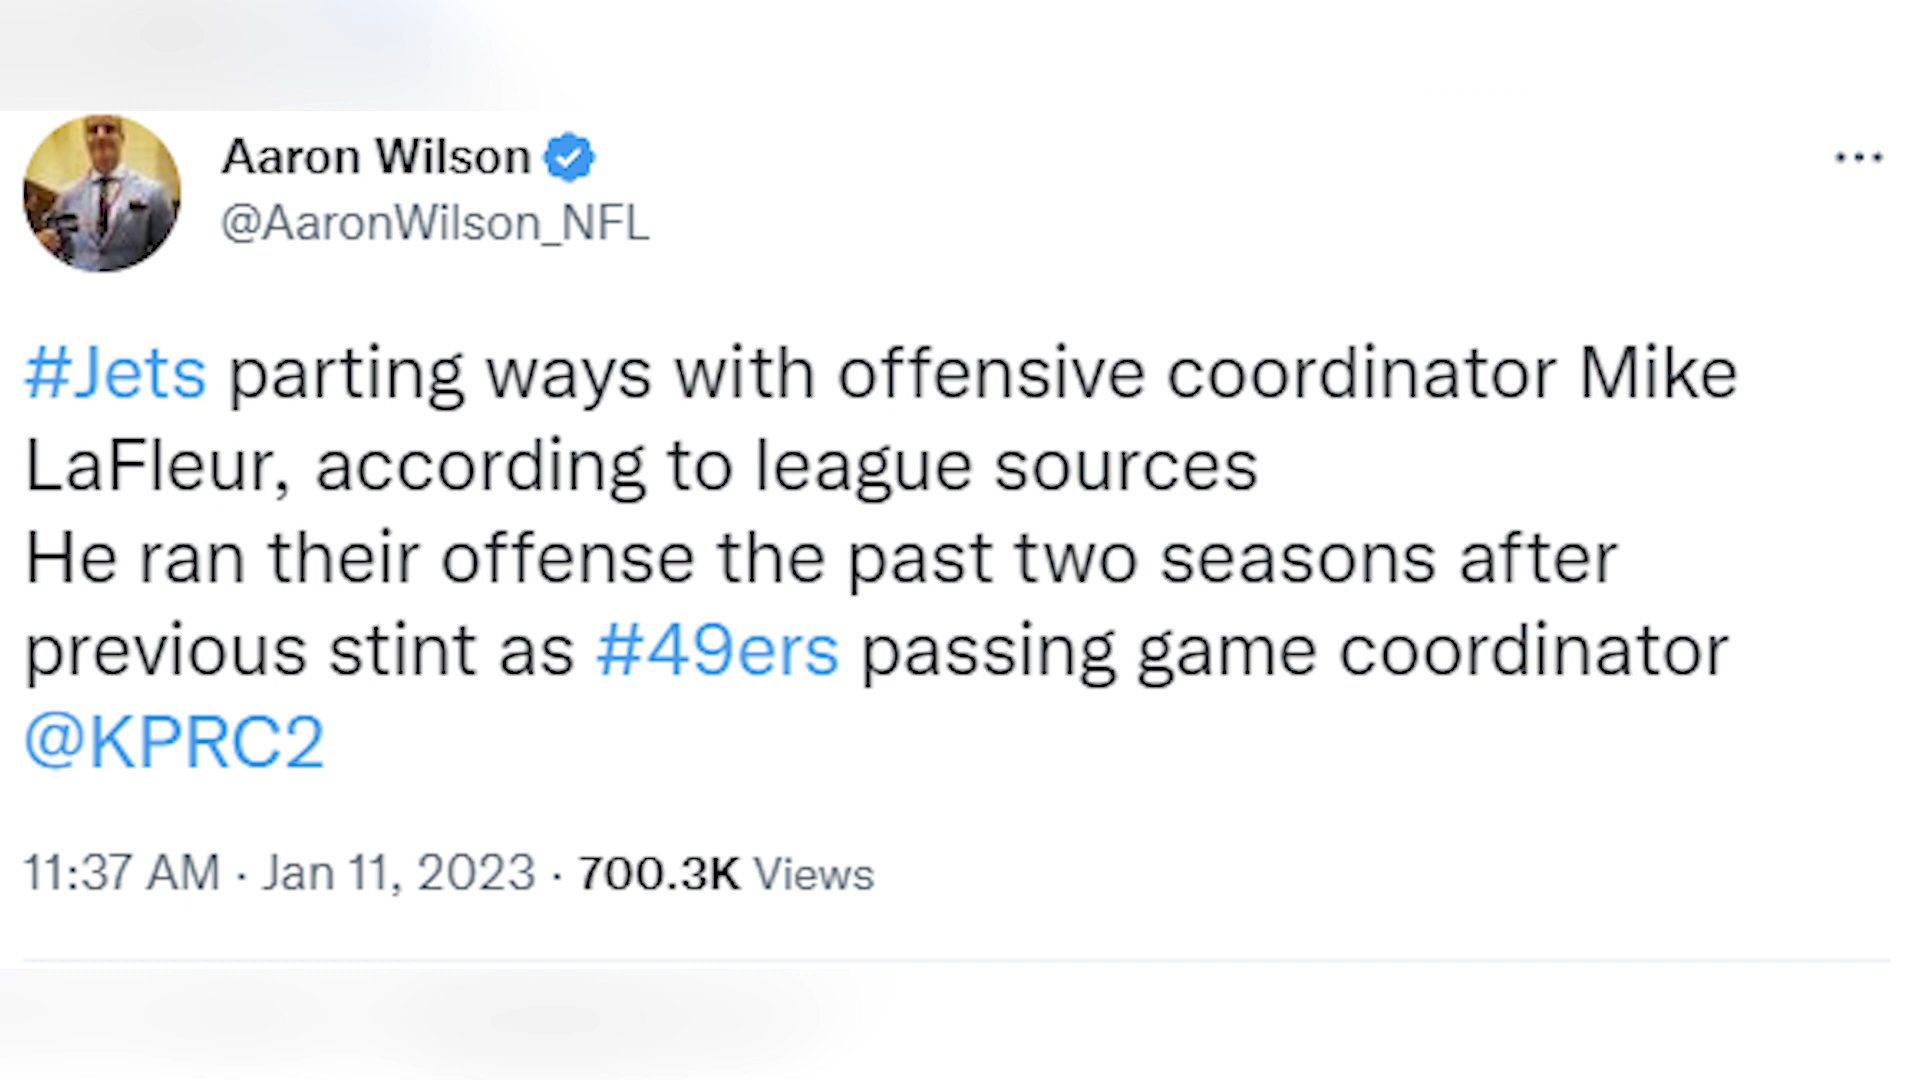 Aaron Wilson
@AaronWilson_NFL
#Jets parting ways with offensive coordinator Mike
LaFleur, according to league sources
He ran their offense the past two seasons after
previous stint as #49ers passing game coordinator
@KPRC2
11:37 AM · Jan 11, 2023 · 700.3K Views